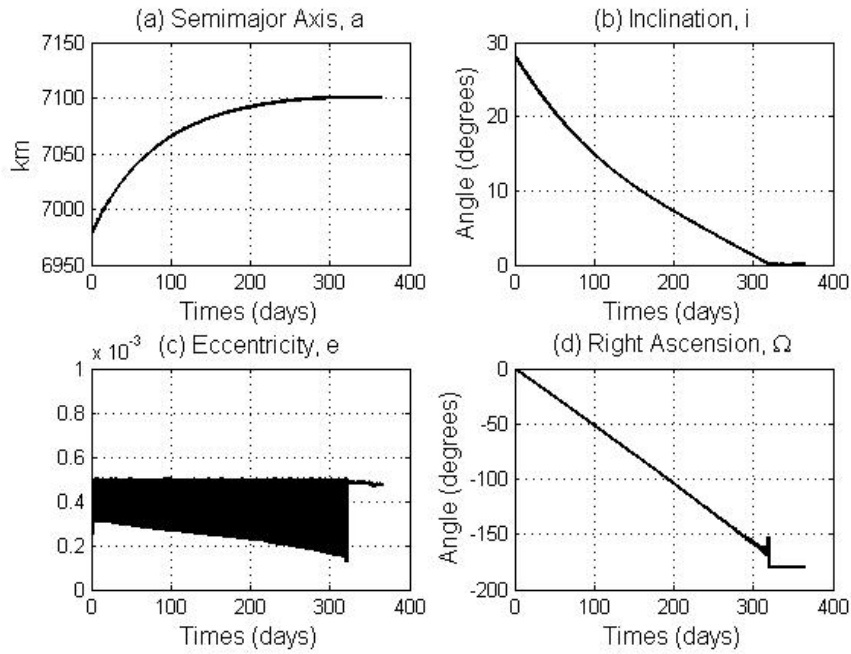 (a) Semimajor Axis, a
7150
7100
7050
7000
6950
km
0 100 200 300 400
Times (days)
(b) Inclination, i
30
20
10
0
Angle (degrees)
0 100 200 300 400
Times (days)
x 10^-3 (c) Eccentricity, e
1
0.8
0.6
0.4
0.2
0
0 100 200 300 400
Times (days)
(d) Right Ascension, Ω
0
-50
-100
-150
-200
Angle (degrees)
0 100 200 300 400
Times (days)